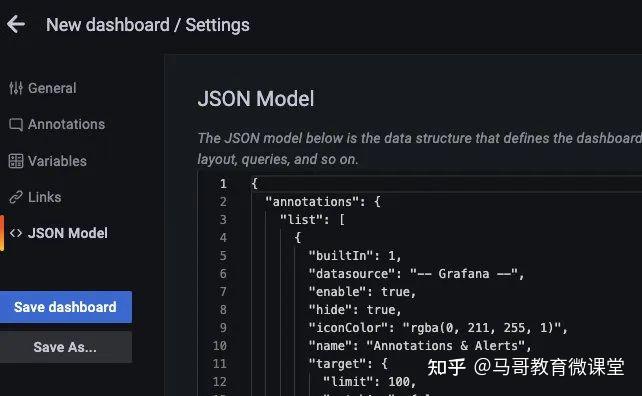 New dashboard / Settings
General
Annotations
Variables
Links
JSON Model
Save dashboard
Save As...
JSON Model
The JSON model below is the data structure that defines the dashboard
layout, queries, and so on.
1 {
2 "annotations": {
3 "list": [
4 {
5 "builtIn": 1,
6 "datasource": "-- Grafana --",
7 "enable": true,
8 "hide": true,
9 "iconColor": "rgba(0, 211, 255, 1)",
10 "name": "Annotations & Alerts",
11 "target": {
12 "limit": 100,
知乎 @马哥教育微课堂